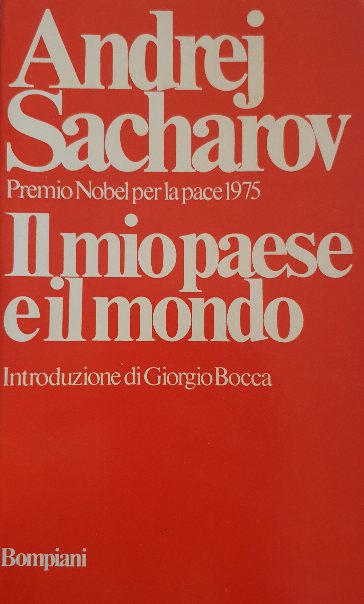 Andrej
Sacharov
Premio Nobel per la pace 1975
Il mio paese
e il mondo
Introduzione di Giorgio Bocca
Bompiani